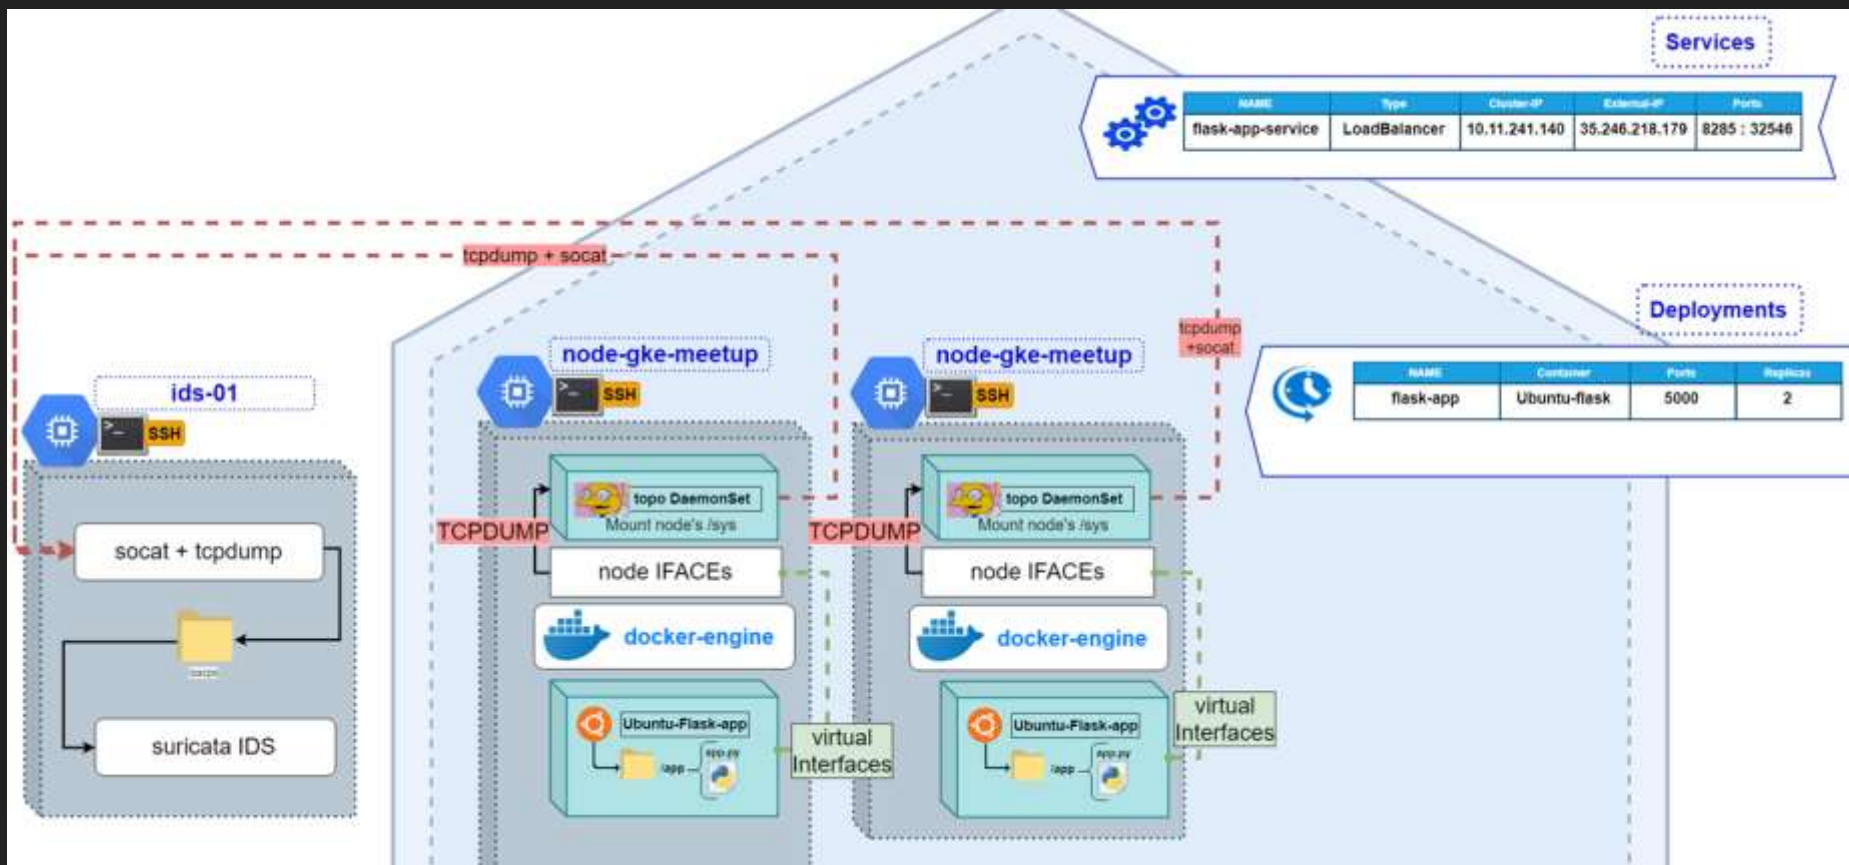 Services
NAME Type Cluster-IP External-IP Ports
flask-app-service LoadBalancer 10.11.241.140 35.246.218.179 8285 : 32546
tcpdump + socat
Deployments
tcpdump
+socat
NAME Container Ports Replicas
flask-app Ubuntu-flask 5000 2
ids-01
>_ SSH
socat + tcpdump
suricata IDS
node-gke-meetup
>_ SSH
topo DaemonSet
Mount node's /sys
TCPDUMP
node IFACEs
docker-engine
Ubuntu-Flask-app
/app
app.py
virtual
Interfaces
node-gke-meetup
>_ SSH
topo DaemonSet
Mount node's /sys
TCPDUMP
node IFACEs
docker-engine
Ubuntu-Flask-app
/app
app.py
virtual
Interfaces